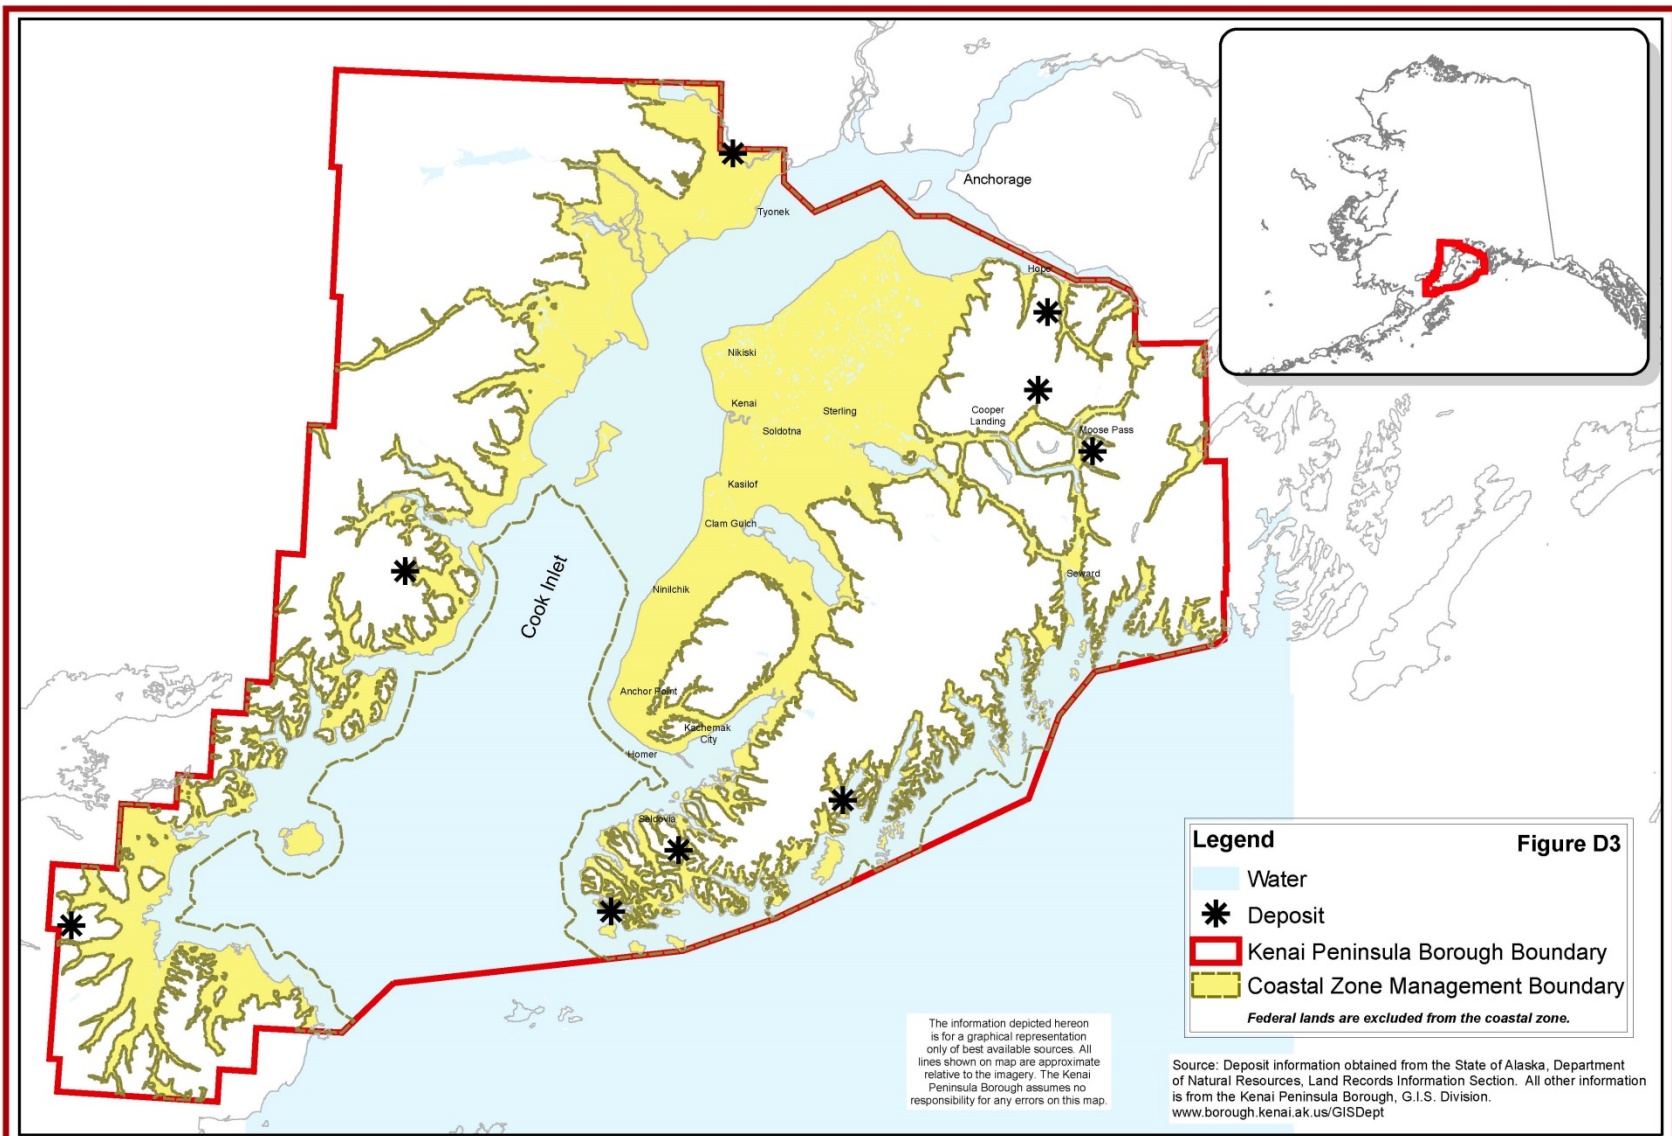 Anchorage
Tyonek
Hope
Nikiski
Kenai
Sterling
Cooper
Landing
Soldotna
Moose Pass
Kasilof
Clam Gulch
Cook Inlet
Seward
Ninilchik
Anchor Point
Kachemak
City
Homer
Seldovia
Legend
Figure D3
Water
Deposit
Kenai Peninsula Borough Boundary
Coastal Zone Management Boundary
Federal lands are excluded from the coastal zone.
The information depicted hereon
is for a graphical representation
only of best available sources. All
lines shown on map are approximate
relative to the imagery. The Kenai
Peninsula Borough assumes no
responsibility for any errors on this map.
Source: Deposit information obtained from the State of Alaska, Department
of Natural Resources, Land Records Information Section. All other information
is from the Kenai Peninsula Borough, G.I.S. Division.
www.borough.kenai.ak.us/GISDept